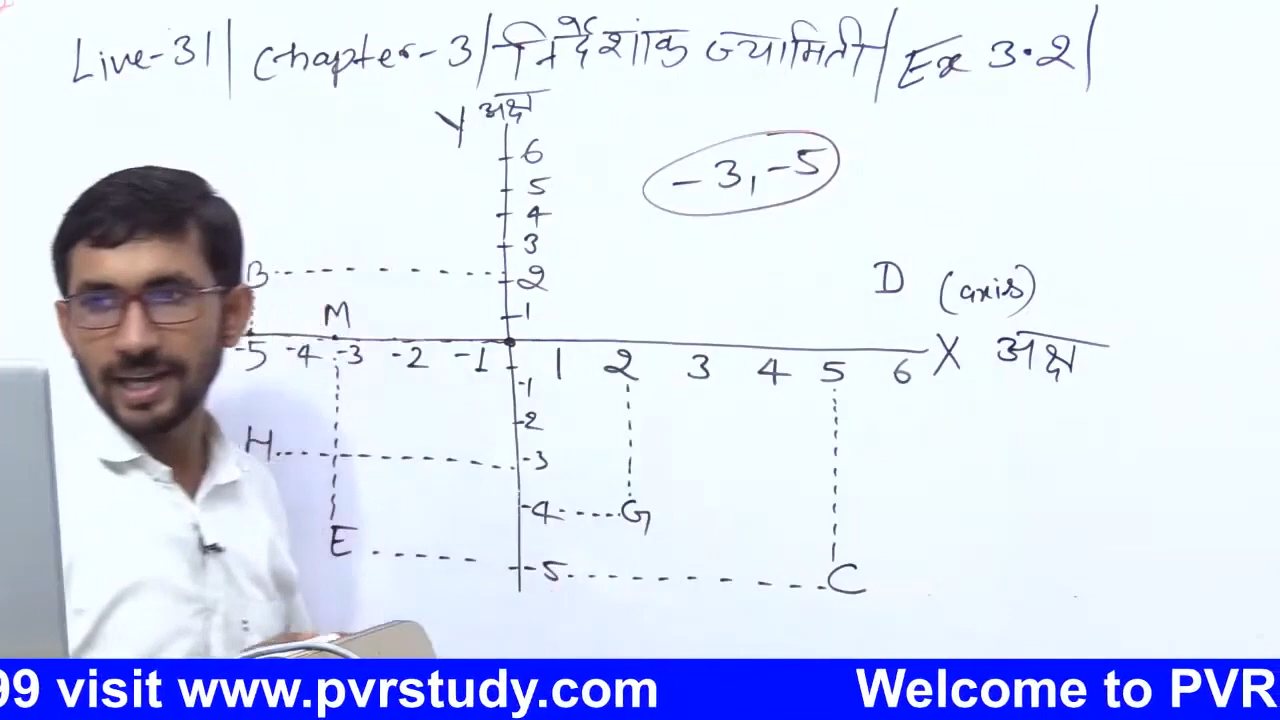 Live-31 | Chapter-3 | निर्देशांक ज्यामिती | Ex 3.2 |
Y अक्ष
6
-3, -5
5
4
3
B 2
D (axis)
M 1
-5 -4 -3 -2 -1 1 2 3 4 5 6 X अक्ष
-1
-2
H -3
-4 G
E
-5 C
99 visit www.pvrstudy.com Welcome to PVR